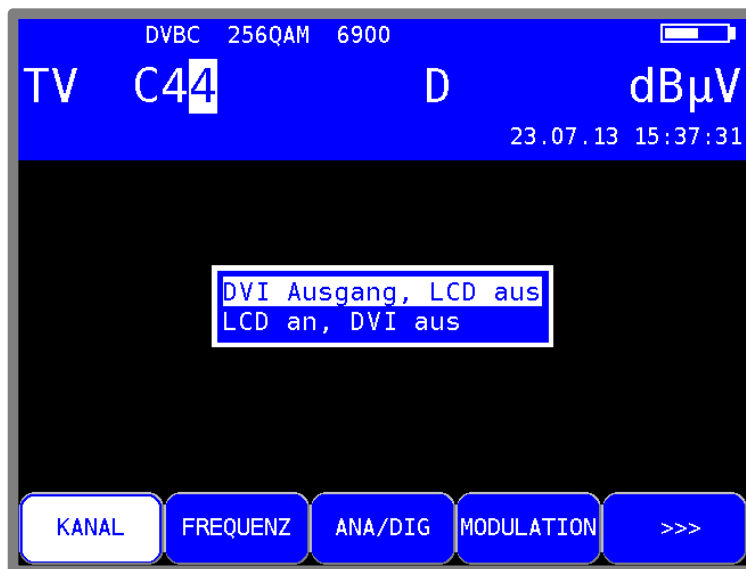 DVBC 256QAM 6900
TV C44 D dBµV
23.07.13 15:37:31
DVI Ausgang, LCD aus
LCD an, DVI aus
KANAL FREQUENZ ANA/DIG MODULATION >>>